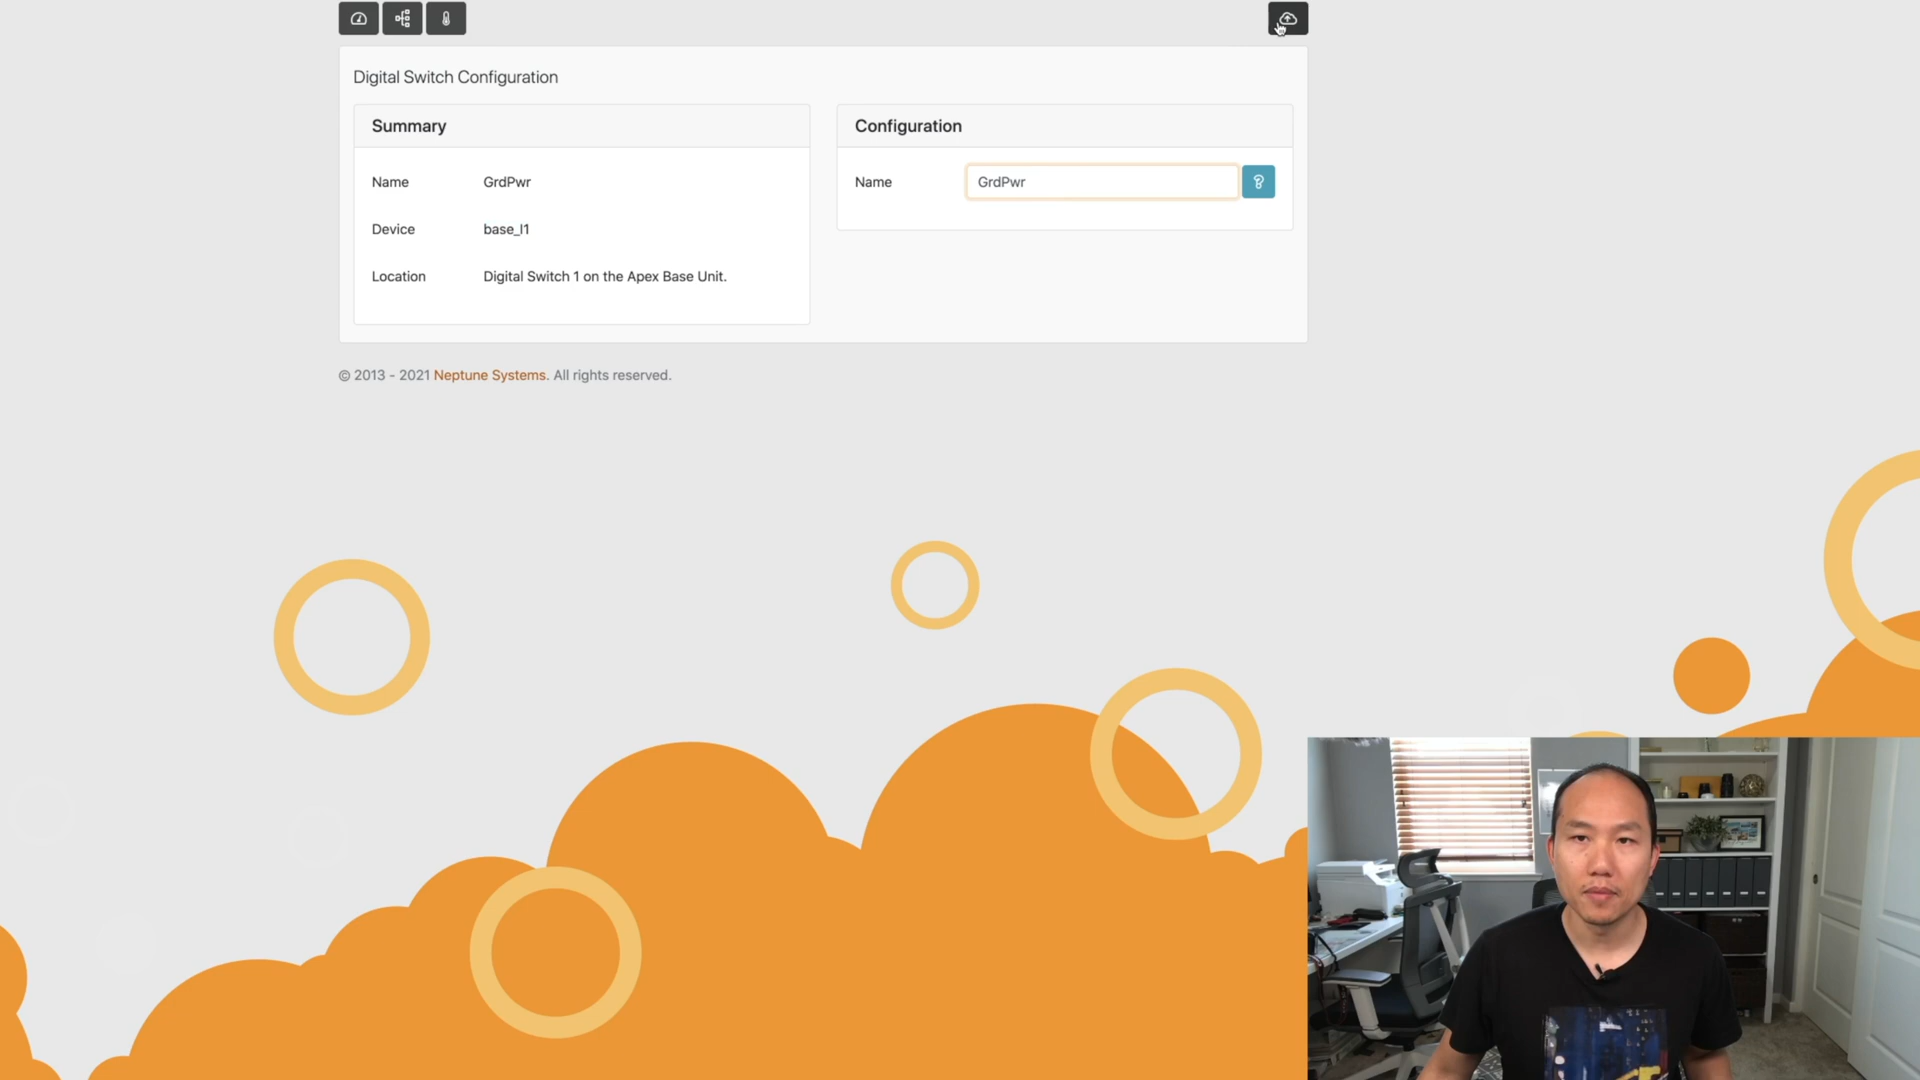 Digital Switch Configuration
Summary
Name GrdPwr
Device base_I1
Location Digital Switch 1 on the Apex Base Unit.
Configuration
Name GrdPwr
© 2013 - 2021 Neptune Systems. All rights reserved.